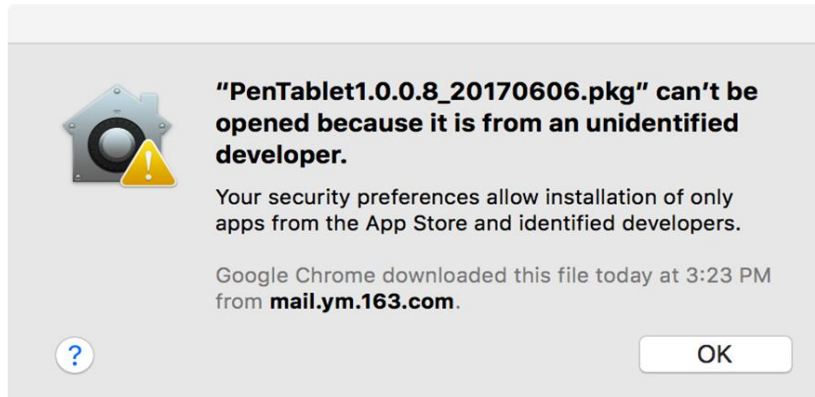 “PenTablet1.0.0.8_20170606.pkg” can’t be
opened because it is from an unidentified
developer.
Your security preferences allow installation of only
apps from the App Store and identified developers.
Google Chrome downloaded this file today at 3:23 PM
from mail.ym.163.com.
?
OK